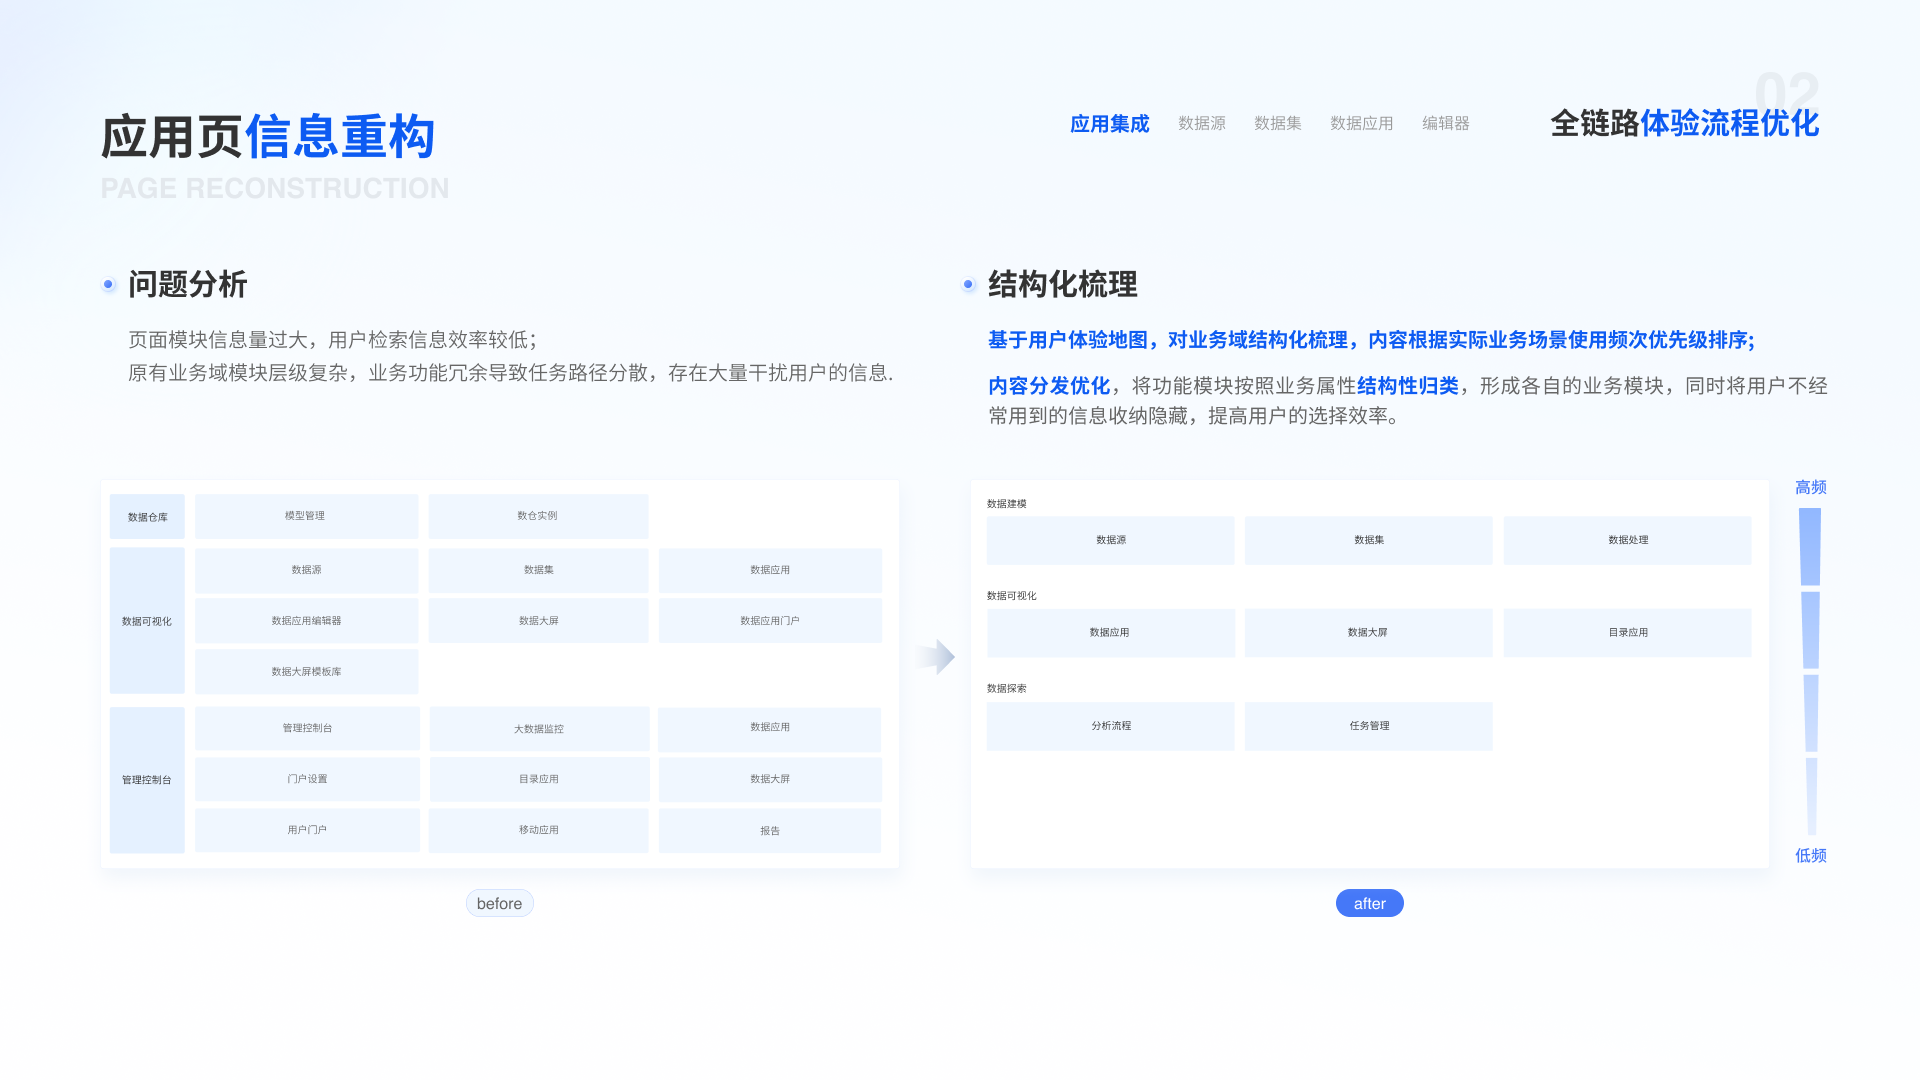 应用页信息重构
PAGE RECONSTRUCTION
应用集成 数据源 数据集 数据应用 编辑器
02
全链路体验流程优化
问题分析
页面模块信息量过大，用户检索信息效率较低；
原有业务域模块层级复杂，业务功能冗余导致任务路径分散，存在大量干扰用户的信息.
结构化梳理
基于用户体验地图，对业务域结构化梳理，内容根据实际业务场景使用频次优先级排序;
内容分发优化，将功能模块按照业务属性结构性归类，形成各自的业务模块，同时将用户不经
常用到的信息收纳隐藏，提高用户的选择效率。
数据仓库 模型管理 数仓实例
数据可视化
数据源 数据集 数据应用
数据应用编辑器 数据大屏 数据应用门户
数据大屏模板库
管理控制台
管理控制台 大数据监控 数据应用
门户设置 目录应用 数据大屏
用户门户 移动应用 报告
before
数据建模
数据源 数据集 数据处理
数据可视化
数据应用 数据大屏 目录应用
数据探索
分析流程 任务管理
after
高频
低频